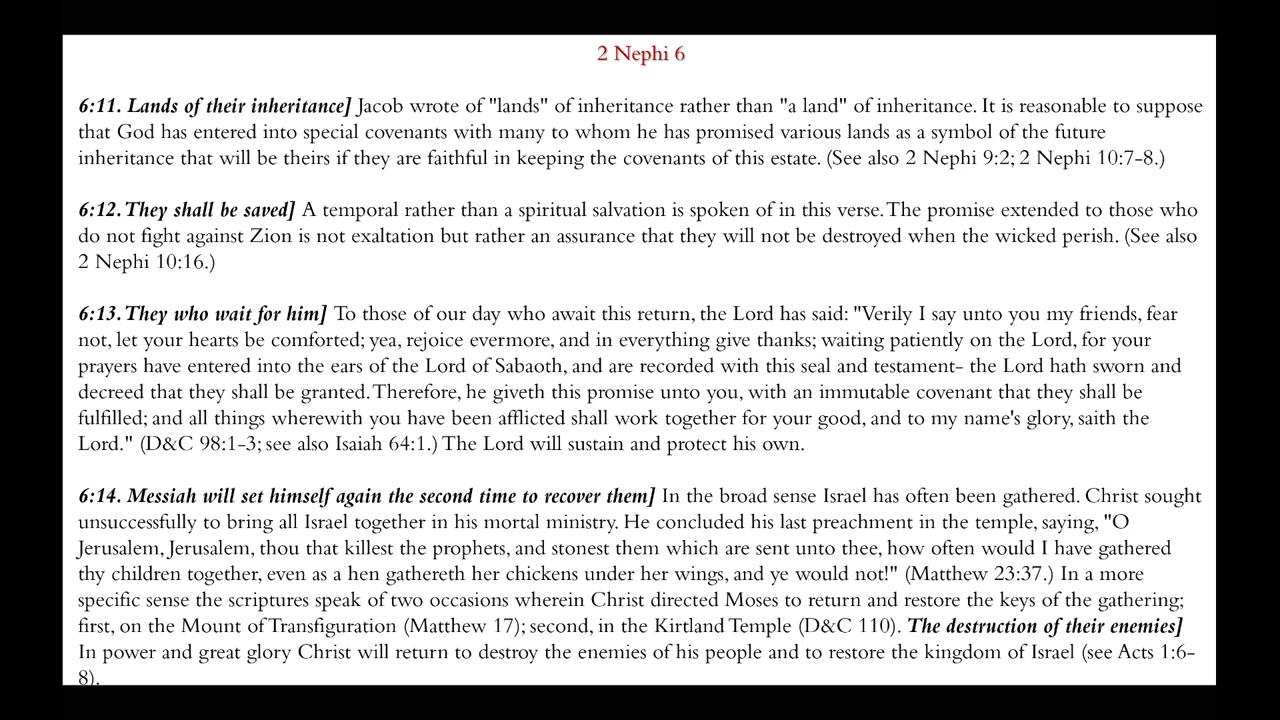 2 Nephi 6
6:11. Lands of their inheritance] Jacob wrote of "lands" of inheritance rather than "a land" of inheritance. It is reasonable to suppose
that God has entered into special covenants with many to whom he has promised various lands as a symbol of the future
inheritance that will be theirs if they are faithful in keeping the covenants of this estate. (See also 2 Nephi 9:2; 2 Nephi 10:7-8.)
6:12. They shall be saved] A temporal rather than a spiritual salvation is spoken of in this verse. The promise extended to those who
do not fight against Zion is not exaltation but rather an assurance that they will not be destroyed when the wicked perish. (See also
2 Nephi 10:16.)
6:13. They who wait for him] To those of our day who await this return, the Lord has said: "Verily I say unto you my friends, fear
not, let your hearts be comforted; yea, rejoice evermore, and in everything give thanks; waiting patiently on the Lord, for your
prayers have entered into the ears of the Lord of Sabaoth, and are recorded with this seal and testament- the Lord hath sworn and
decreed that they shall be granted. Therefore, he giveth this promise unto you, with an immutable covenant that they shall be
fulfilled; and all things wherewith you have been afflicted shall work together for your good, and to my name's glory, saith the
Lord." (D&C 98:1-3; see also Isaiah 64:1.) The Lord will sustain and protect his own.
6:14. Messiah will set himself again the second time to recover them] In the broad sense Israel has often been gathered. Christ sought
unsuccessfully to bring all Israel together in his mortal ministry. He concluded his last preachment in the temple, saying, "O
Jerusalem, Jerusalem, thou that killest the prophets, and stonest them which are sent unto thee, how often would I have gathered
thy children together, even as a hen gathereth her chickens under her wings, and ye would not!" (Matthew 23:37.) In a more
specific sense the scriptures speak of two occasions wherein Christ directed Moses to return and restore the keys of the gathering;
first, on the Mount of Transfiguration (Matthew 17); second, in the Kirtland Temple (D&C 110). The destruction of their enemies]
In power and great glory Christ will return to destroy the enemies of his people and to restore the kingdom of Israel (see Acts 1:6-
8).